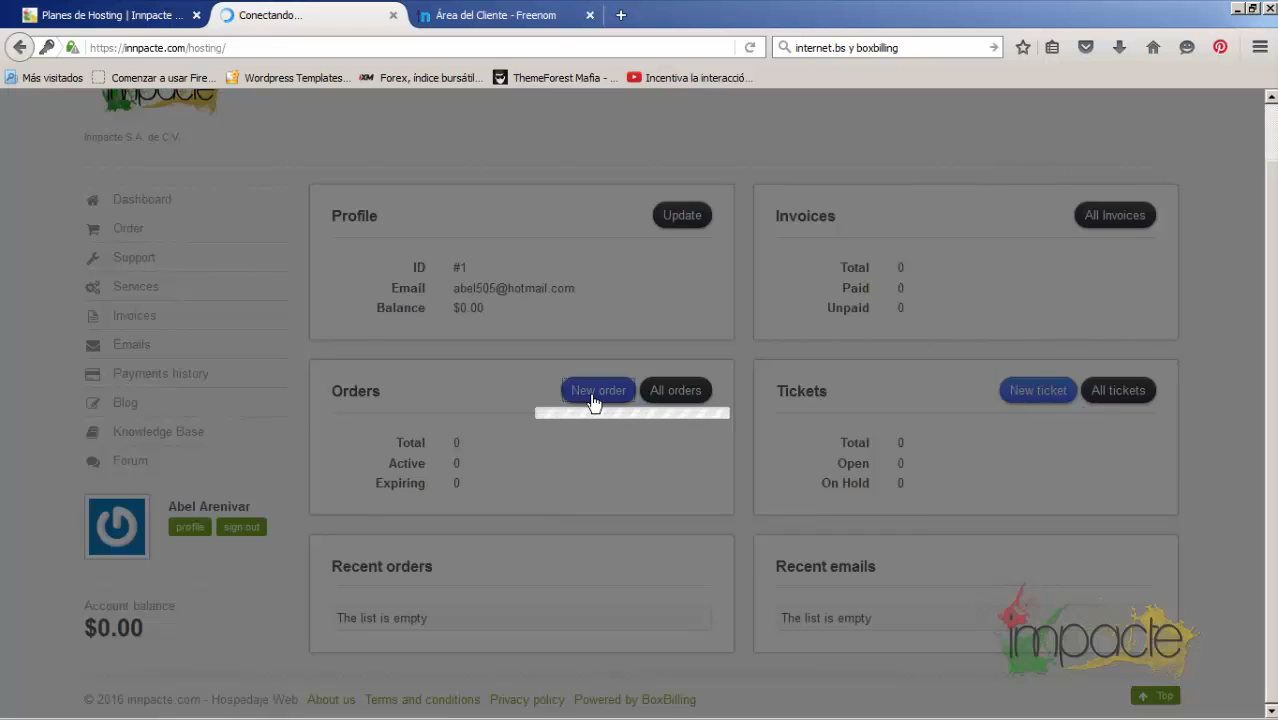 Planes de Hosting | Innpacte ...
Conectando...
Área del Cliente - Freenom
https://innpacte.com/hosting/
internet.bs y boxbilling
Más visitados
Comenzar a usar Fire...
Wordpress Templates...
Forex, índice bursátil...
ThemeForest Mafia - ...
Incentiva la interacció...
innpacte
Innpacte S.A. de C.V.
Dashboard
Order
Support
Services
Invoices
Emails
Payments history
Blog
Knowledge Base
Forum
Abel Arenivar
profile
sign out
Account balance
$0.00
Profile
Update
ID #1
Email abel505@hotmail.com
Balance $0.00
Invoices
All Invoices
Total 0
Paid 0
Unpaid 0
Orders
New order
All orders
Total 0
Active 0
Expiring 0
Tickets
New ticket
All tickets
Total 0
Open 0
On Hold 0
Recent orders
The list is empty
Recent emails
The list is empty
innpacte
© 2016 innpacte.com - Hospedaje Web About us Terms and conditions Privacy policy Powered by BoxBilling
Top